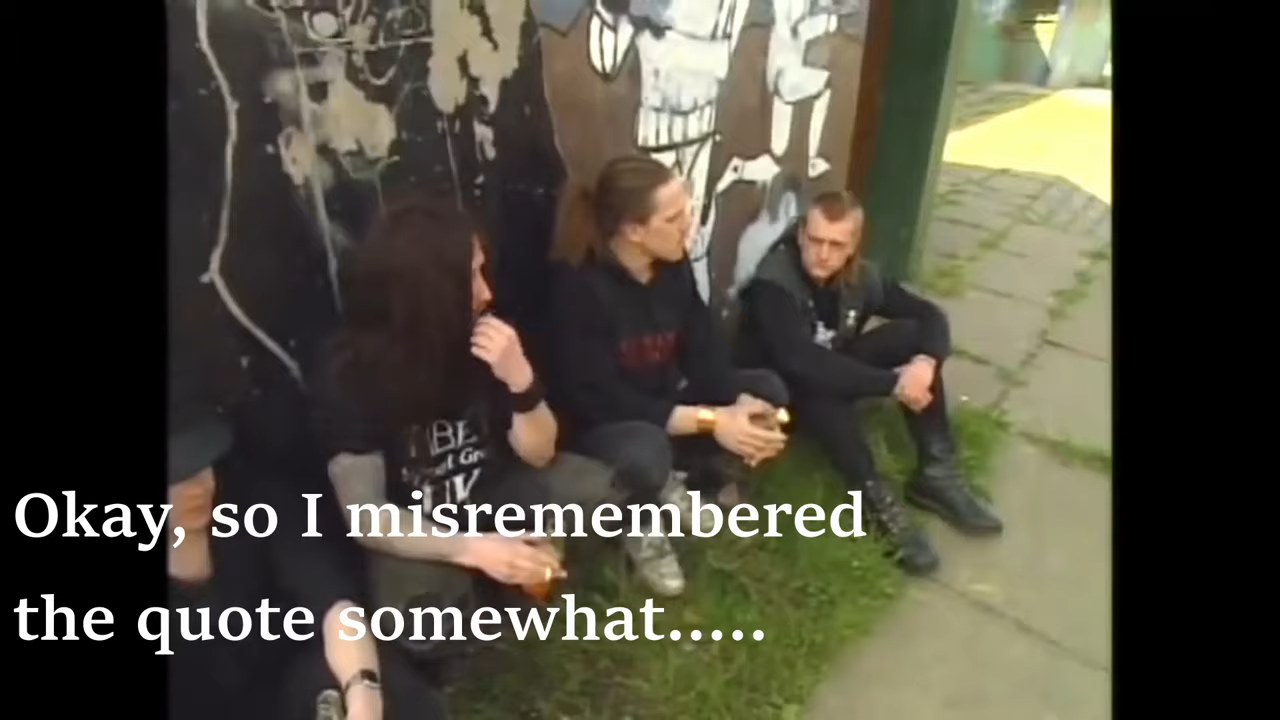 Okay, so I misremembered
the quote somewhat.....